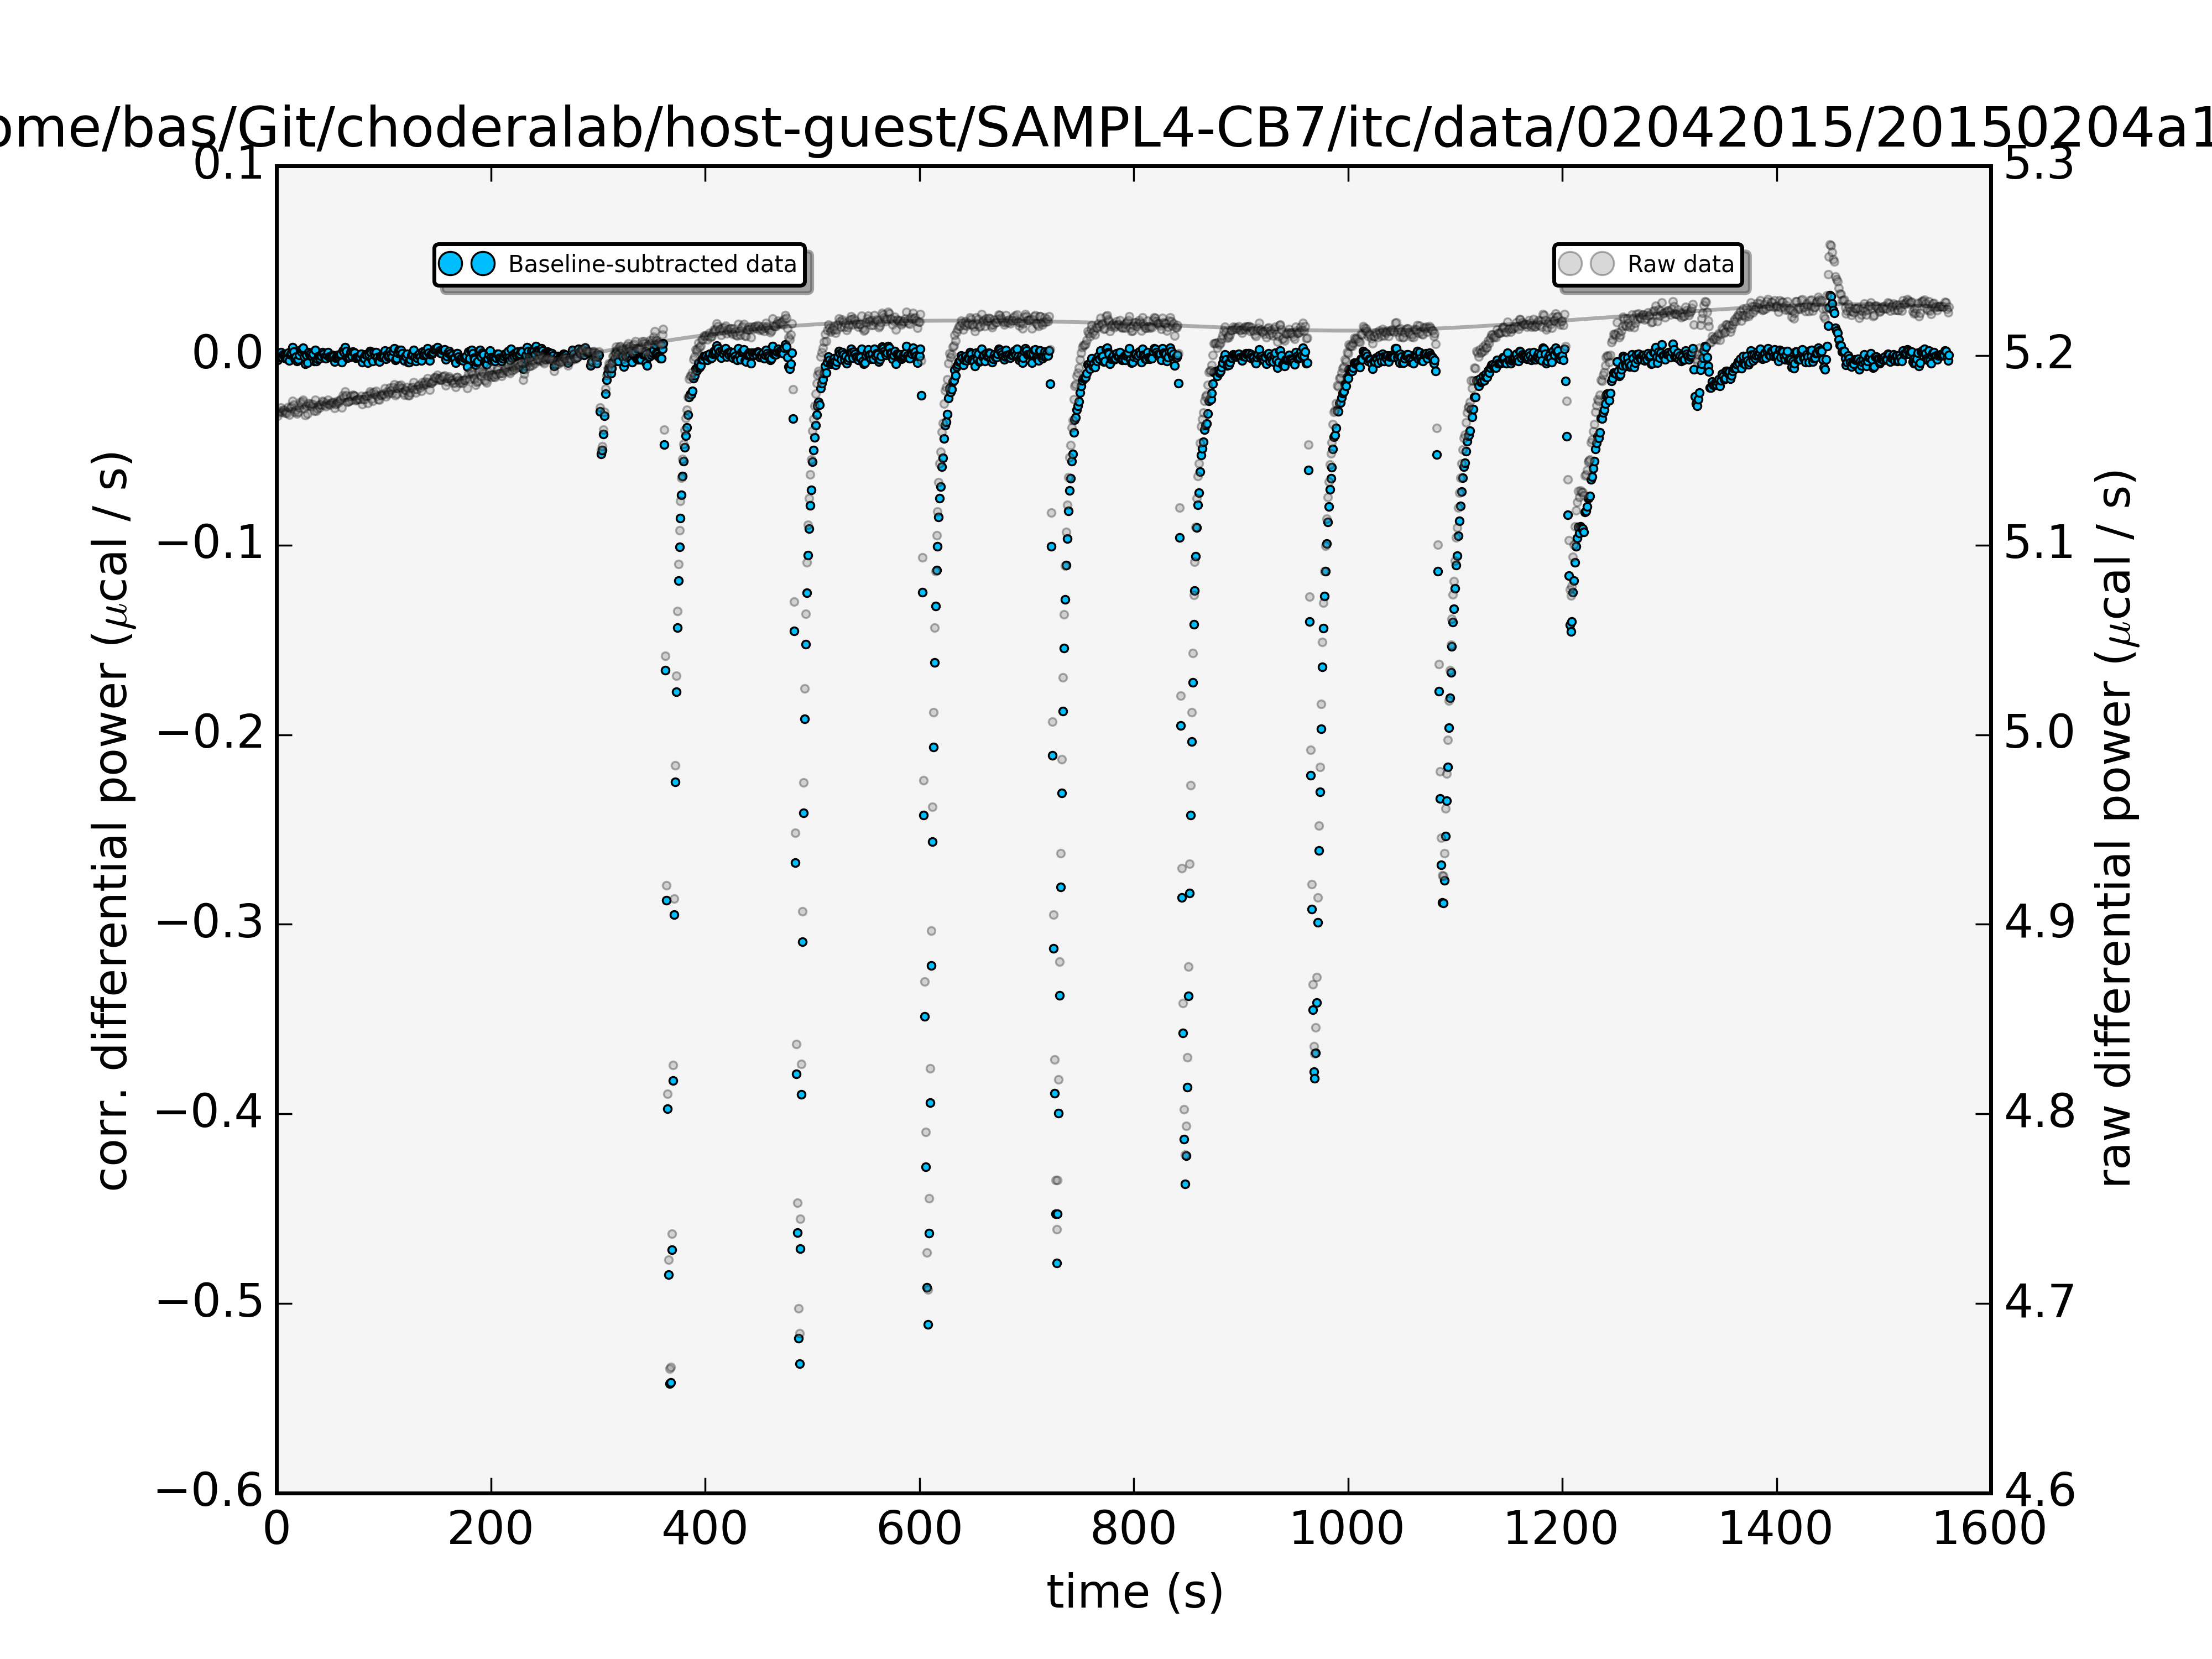 ome/bas/Git/choderalab/host-guest/SAMPL4-CB7/itc/data/02042015/20150204a1
0.1
0.0
−0.1
−0.2
−0.3
−0.4
−0.5
−0.6
corr. differential power (μcal / s)
Baseline-subtracted data
Raw data
5.3
5.2
5.1
5.0
4.9
4.8
4.7
4.6
raw differential power (μcal / s)
0 200 400 600 800 1000 1200 1400 1600
time (s)